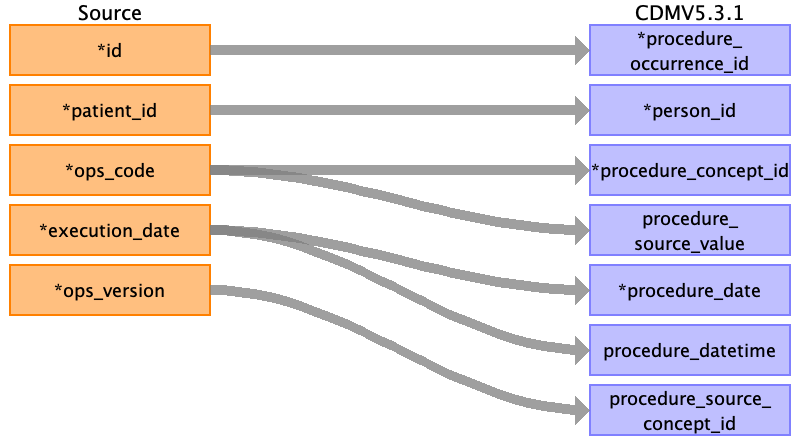 Source
CDMV5.3.1
*id
*procedure_
occurrence_id
*patient_id
*person_id
*ops_code
*procedure_concept_id
*execution_date
procedure_
source_value
*ops_version
*procedure_date
procedure_datetime
procedure_source_
concept_id